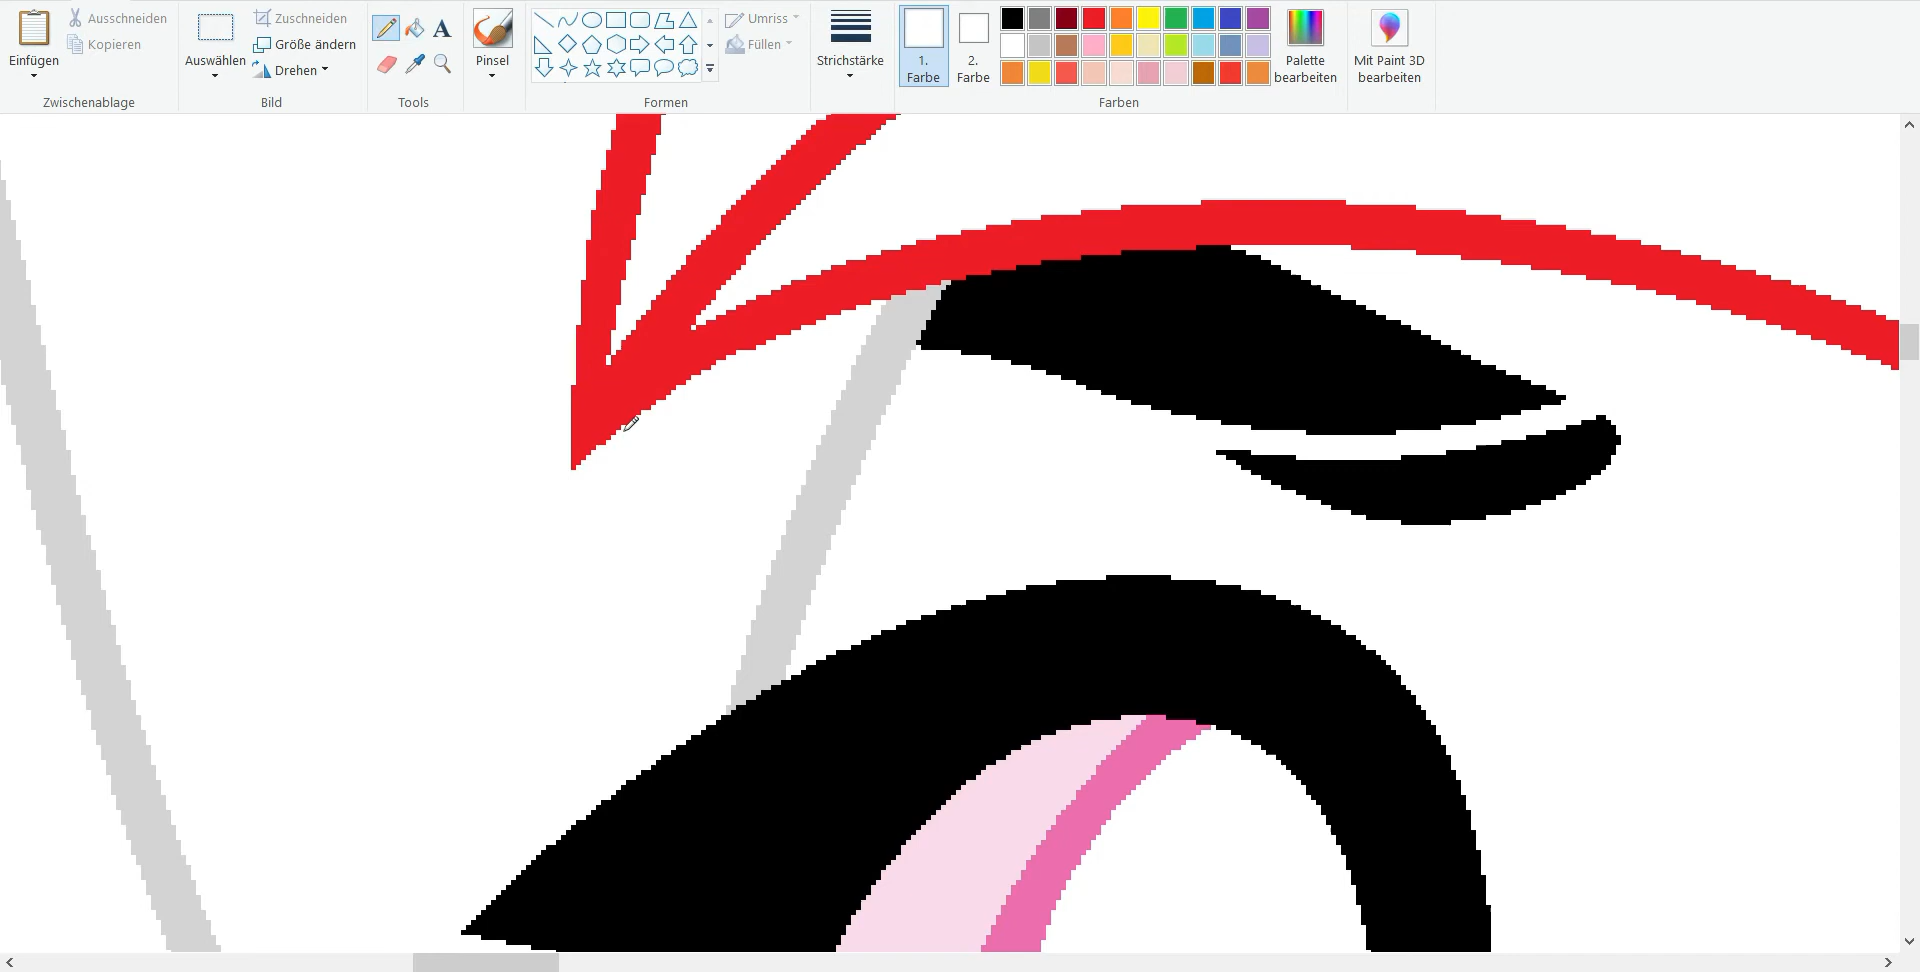 Einfügen
Zwischenablage
Ausschneiden
Kopieren
Auswählen
Zuschneiden
Größe ändern
Drehen
Bild
A
Tools
Pinsel
Formen
Umriss
Füllen
Strichstärke
1.
Farbe
2.
Farbe
Farben
Palette
bearbeiten
Mit Paint 3D
bearbeiten